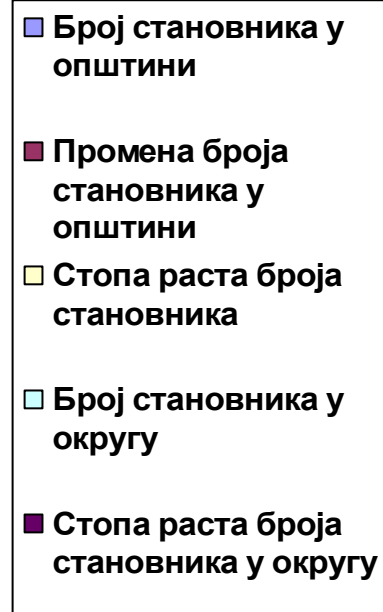 Број становника у
општини
Промена броја
становника у
општини
Стопа раста броја
становника
Број становника у
округу
Стопа раста броја
становника у округу